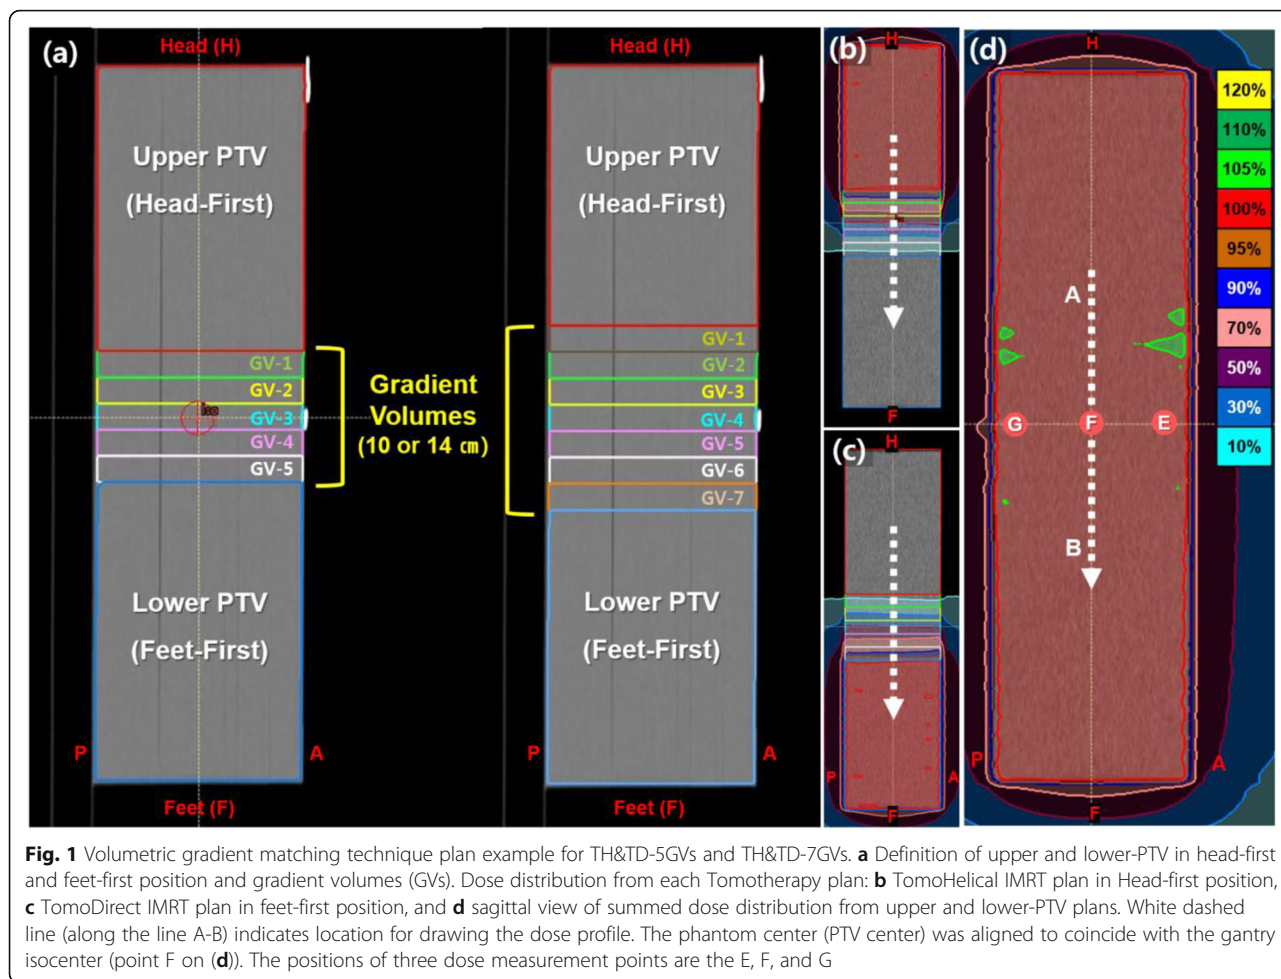 (a)
Head (H)
Upper PTV
(Head-First)
GV-1
GV-2
Iso
GV-3
GV-4
GV-5
Lower PTV
(Feet-First)
P
A
Feet (F)
Gradient
Volumes
(10 or 14 cm)
Head (H)
Upper PTV
(Head-First)
GV-1
GV-2
GV-3
GV-4
GV-5
GV-6
GV-7
Lower PTV
(Feet-First)
P
A
Feet (F)
(b)
H
F
(c)
H
P
A
F
(d)
H
A
G
F
E
B
P
A
F
120%
110%
105%
100%
95%
90%
70%
50%
30%
10%
Fig. 1 Volumetric gradient matching technique plan example for TH&TD-5GVs and TH&TD-7GVs. a Definition of upper and lower-PTV in head-first
and feet-first position and gradient volumes (GVs). Dose distribution from each Tomotherapy plan: b TomoHelical IMRT plan in Head-first position,
c TomoDirect IMRT plan in feet-first position, and d sagittal view of summed dose distribution from upper and lower-PTV plans. White dashed
line (along the line A-B) indicates location for drawing the dose profile. The phantom center (PTV center) was aligned to coincide with the gantry
isocenter (point F on (d)). The positions of three dose measurement points are the E, F, and G